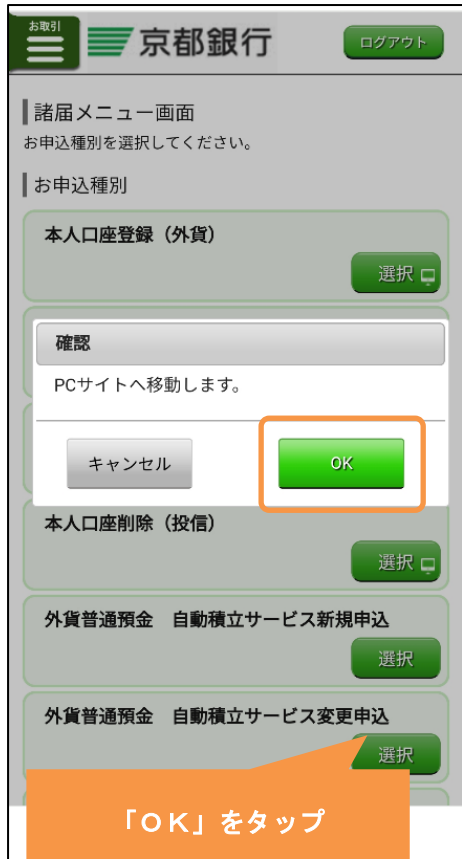 お取引
京都銀行
ログアウト
諸届メニュー画面
お申込種別を選択してください。
お申込種別
本人口座登録（外貨）
選択
確認
PCサイトへ移動します。
キャンセル
OK
本人口座削除（投信）
選択
外貨普通預金　自動積立サービス新規申込
選択
外貨普通預金　自動積立サービス変更申込
選択
「ＯＫ」をタップ